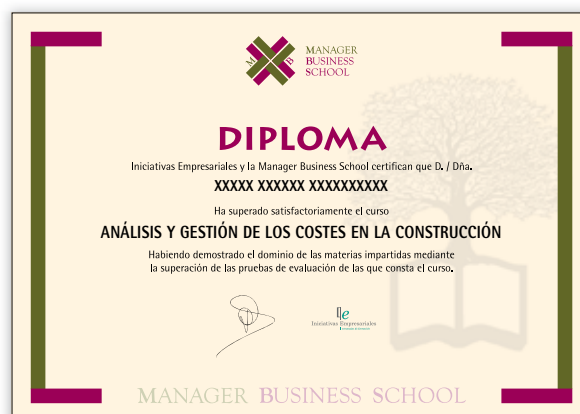 M B
MANAGER
BUSINESS
SCHOOL
DIPLOMA
Iniciativas Empresariales y la Manager Business School certifican que D. / Dña.
XXXXX XXXXXX XXXXXXXXXX
Ha superado satisfactoriamente el curso
ANÁLISIS Y GESTIÓN DE LOS COSTES EN LA CONSTRUCCIÓN
Habiendo demostrado el dominio de las materias impartidas mediante
la superación de las pruebas de evaluación de las que consta el curso.
Iniciativas Empresariales
MANAGER BUSINESS SCHOOL